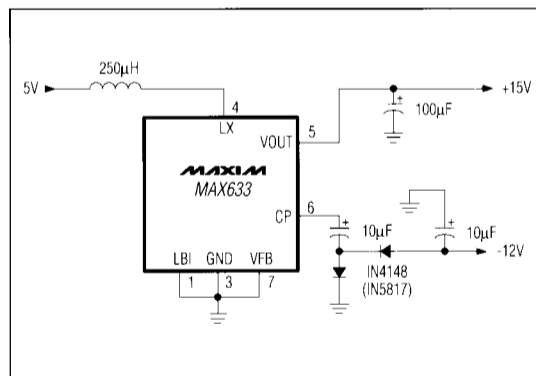 250µH
5V
4
LX
VOUT
5
+15V
+
100µF
MAXIM
MAX633
CP
6
+
10µF
+
10µF
-12V
IN4148
(IN5817)
LBI GND VFB
1 3 7